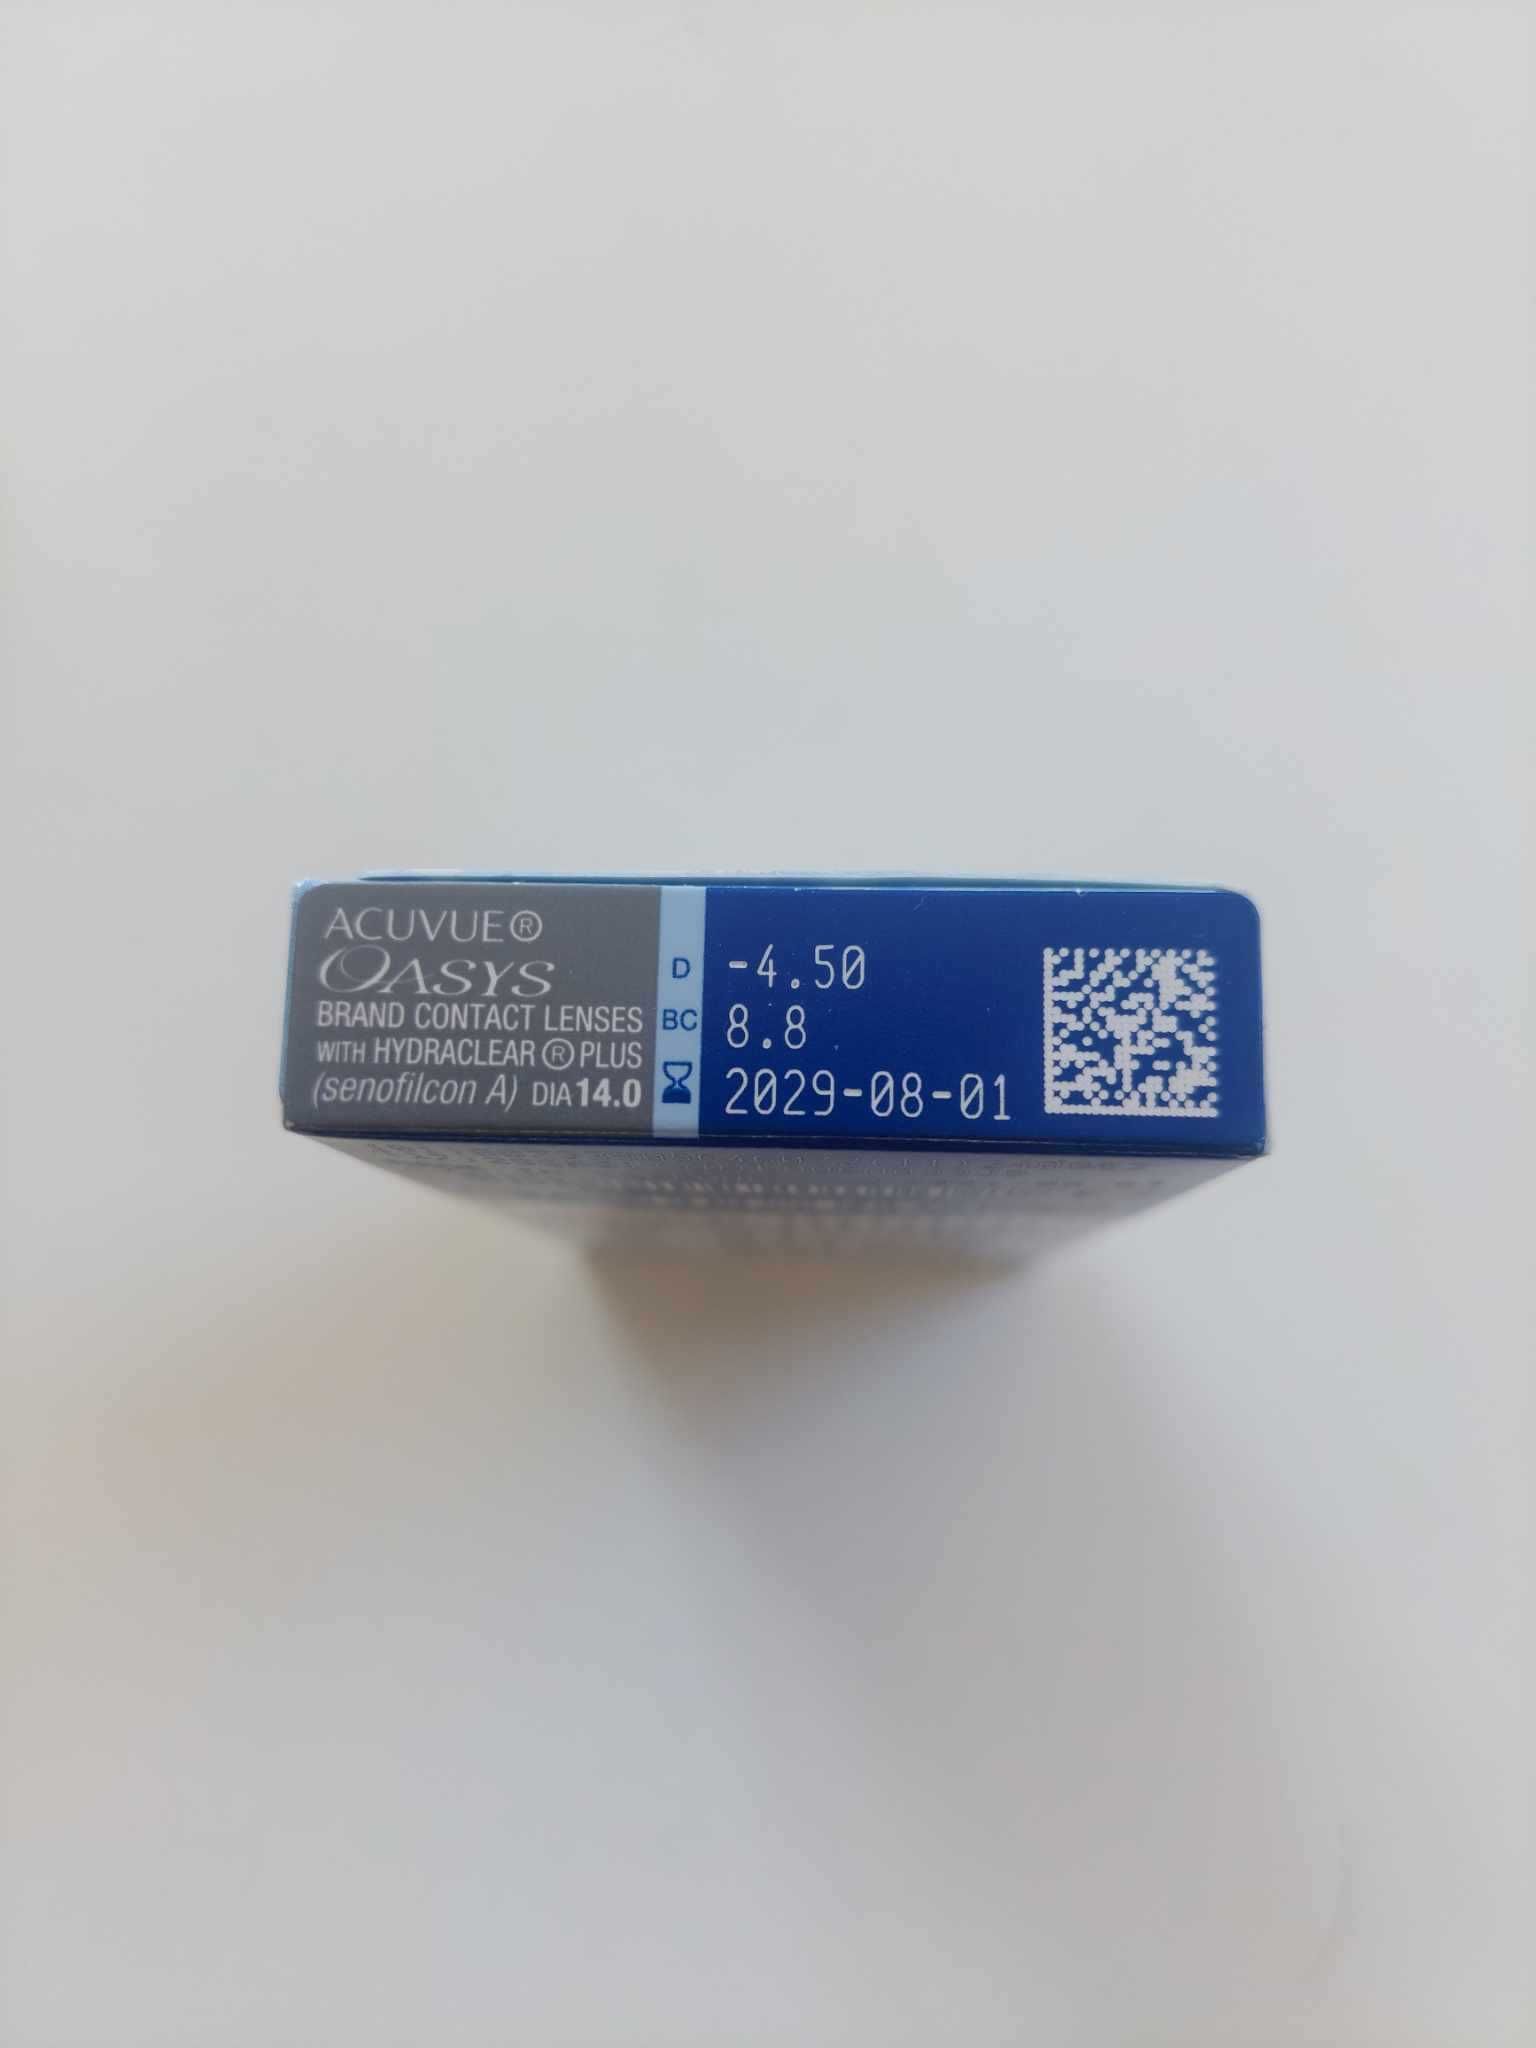 ACUVUE®
OASYS
BRAND CONTACT LENSES
WITH HYDRACLEAR® PLUS
(senofilcon A) DIA 14.0
D -4.50
BC 8.8
2029-08-01